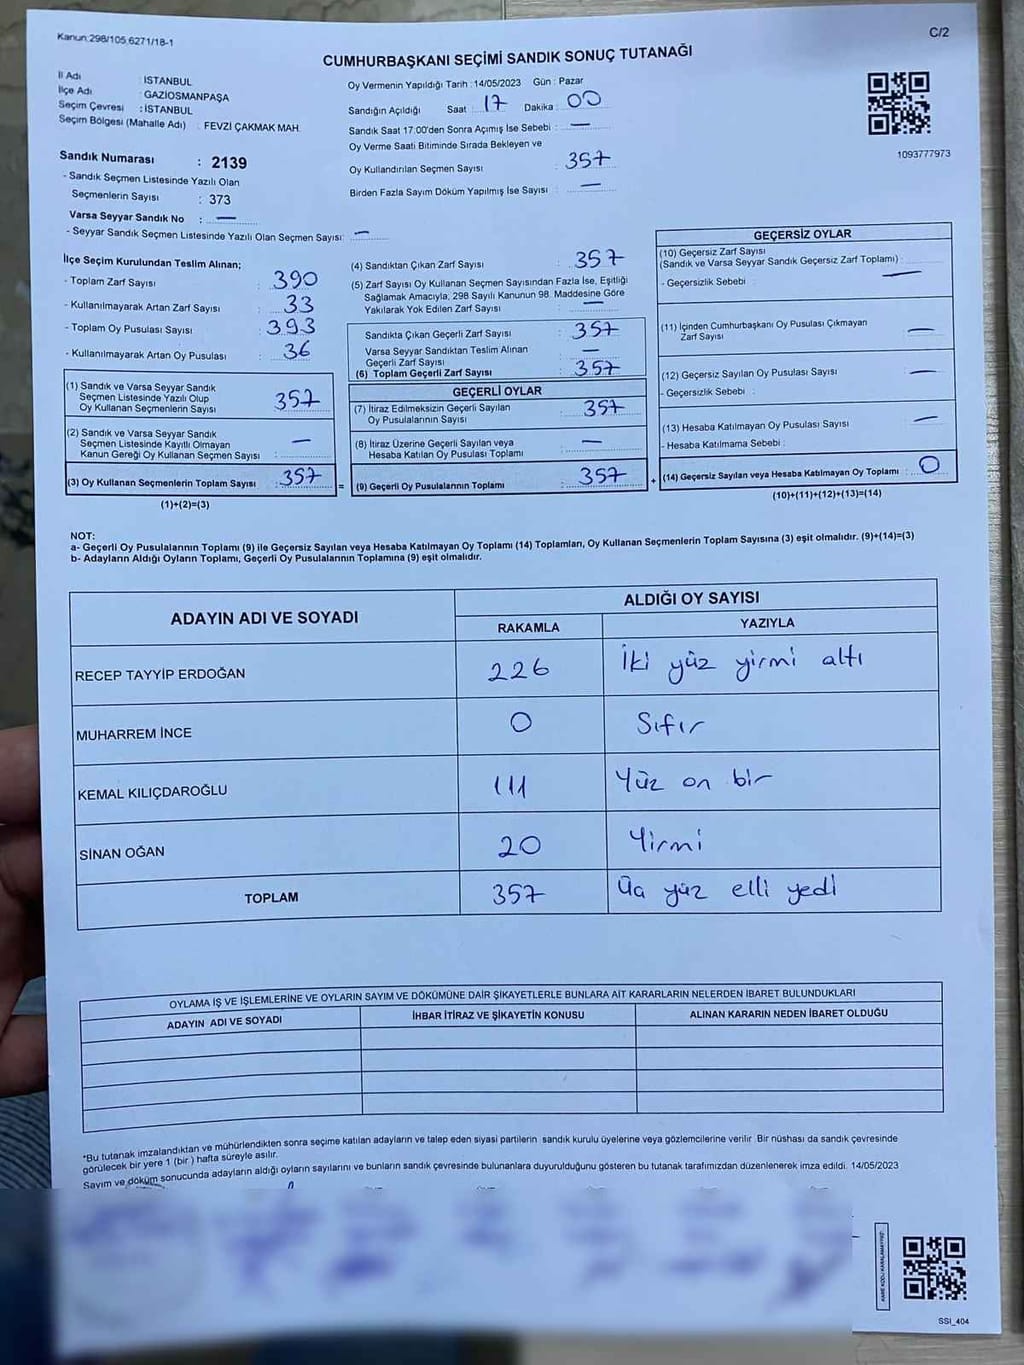 Kanun:298/105,6271/18-1
C/2
CUMHURBAŞKANI SEÇİMİ SANDIK SONUÇ TUTANAĞI
İl Adı : İSTANBUL
İlçe Adı : GAZİOSMANPAŞA
Seçim Çevresi : İSTANBUL
Seçim Bölgesi (Mahalle Adı) : FEVZİ ÇAKMAK MAH.
Sandık Numarası : 2139
- Sandık Seçmen Listesinde Yazılı Olan
Seçmenlerin Sayısı : 373
Varsa Seyyar Sandık No : —
- Seyyar Sandık Seçmen Listesinde Yazılı Olan Seçmen Sayısı: —
Oy Vermenin Yapıldığı Tarih : 14/05/2023 Gün : Pazar
Sandığın Açıldığı Saat : 17 Dakika : 00
Sandık Saat 17:00'den Sonra Açımış İse Sebebi : —
Oy Verme Saati Bitiminde Sırada Bekleyen ve
Oy Kullandırılan Seçmen Sayısı : 357
Birden Fazla Sayım Döküm Yapılmış İse Sayısı : —
1093777973
İlçe Seçim Kurulundan Teslim Alınan;
- Toplam Zarf Sayısı : 390
- Kullanılmayarak Artan Zarf Sayısı : 33
- Toplam Oy Pusulası Sayısı : 393
- Kullanılmayarak Artan Oy Pusulası : 36
(1) Sandık ve Varsa Seyyar Sandık
Seçmen Listesinde Yazılı Olup
Oy Kullanan Seçmenlerin Sayısı : 357
(2) Sandık ve Varsa Seyyar Sandık
Seçmen Listesinde Kayıtlı Olmayan
Kanun Gereği Oy Kullanan Seçmen Sayısı : —
(3) Oy Kullanan Seçmenlerin Toplam Sayısı : 357
(1)+(2)=(3)
(4) Sandıktan Çıkan Zarf Sayısı : 357
(5) Zarf Sayısı Oy Kullanan Seçmen Sayısından Fazla İse, Eşitliği
Sağlamak Amacıyla, 298 Sayılı Kanunun 98. Maddesine Göre
Yakılarak Yok Edilen Zarf Sayısı : —
Sandıkta Çıkan Geçerli Zarf Sayısı : 357
Varsa Seyyar Sandıktan Teslim Alınan
Geçerli Zarf Sayısı : —
(6) Toplam Geçerli Zarf Sayısı : 357
GEÇERLİ OYLAR
(7) İtiraz Edilmeksizin Geçerli Sayılan
Oy Pusulalarının Sayısı : 357
(8) İtiraz Üzerine Geçerli Sayılan veya
Hesaba Katılan Oy Pusulası Toplamı : —
= (9) Geçerli Oy Pusulalarının Toplamı : 357
GEÇERSİZ OYLAR
(10) Geçersiz Zarf Sayısı
(Sandık ve Varsa Seyyar Sandık Geçersiz Zarf Toplamı) : —
- Geçersizlik Sebebi :
(11) İçinden Cumhurbaşkanı Oy Pusulası Çıkmayan
Zarf Sayısı : —
(12) Geçersiz Sayılan Oy Pusulası Sayısı : —
- Geçersizlik Sebebi :
(13) Hesaba Katılmayan Oy Pusulası Sayısı : —
- Hesaba Katılmama Sebebi :
+ (14) Geçersiz Sayılan veya Hesaba Katılmayan Oy Toplamı : 0
(10)+(11)+(12)+(13)=(14)
NOT:
a- Geçerli Oy Pusulalarının Toplamı (9) ile Geçersiz Sayılan veya Hesaba Katılmayan Oy Toplamı (14) Toplamları, Oy Kullanan Seçmenlerin Toplam Sayısına (3) eşit olmalıdır. (9)+(14)=(3)
b- Adayların Aldığı Oyların Toplamı, Geçerli Oy Pusulalarının Toplamına (9) eşit olmalıdır.
ADAYIN ADI VE SOYADI
ALDIĞI OY SAYISI
RAKAMLA YAZIYLA
RECEP TAYYİP ERDOĞAN 226 İki yüz yirmi altı
MUHARREM İNCE 0 Sıfır
KEMAL KILIÇDAROĞLU 111 Yüz on bir
SİNAN OĞAN 20 Yirmi
TOPLAM 357 Üç yüz elli yedi
OYLAMA İŞ VE İŞLEMLERİNE VE OYLARIN SAYIM VE DÖKÜMÜNE DAİR ŞİKAYETLERLE BUNLARA AİT KARARLARIN NELERDEN İBARET BULUNDUKLARI
ADAYIN ADI VE SOYADI İHBAR İTİRAZ VE ŞİKAYETİN KONUSU ALINAN KARARIN NEDEN İBARET OLDUĞU
*Bu tutanak imzalandıktan ve mühürlendikten sonra seçime katılan adayların ve talep eden siyasi partilerin sandık kurulu üyelerine veya gözlemcilerine verilir. Bir nüshası da sandık çevresinde
görülecek bir yere 1 (bir) hafta süreyle asılır.
Sayım ve döküm sonucunda adayların aldığı oyların sayılarını ve bunların sandık çevresinde bulunanlara duyurulduğunu gösteren bu tutanak tarafımızdan düzenlenerek imza edildi. 14/05/2023
SSI_404